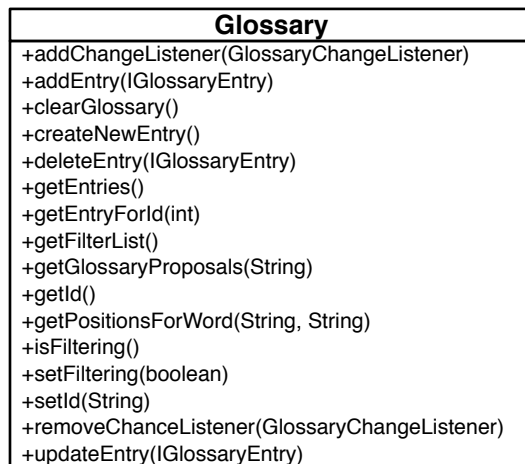 Glossary
+addChangeListener(GlossaryChangeListener)
+addEntry(IGlossaryEntry)
+clearGlossary()
+createNewEntry()
+deleteEntry(IGlossaryEntry)
+getEntries()
+getEntryForId(int)
+getFilterList()
+getGlossaryProposals(String)
+getId()
+getPositionsForWord(String, String)
+isFiltering()
+setFiltering(boolean)
+setId(String)
+removeChanceListener(GlossaryChangeListener)
+updateEntry(IGlossaryEntry)